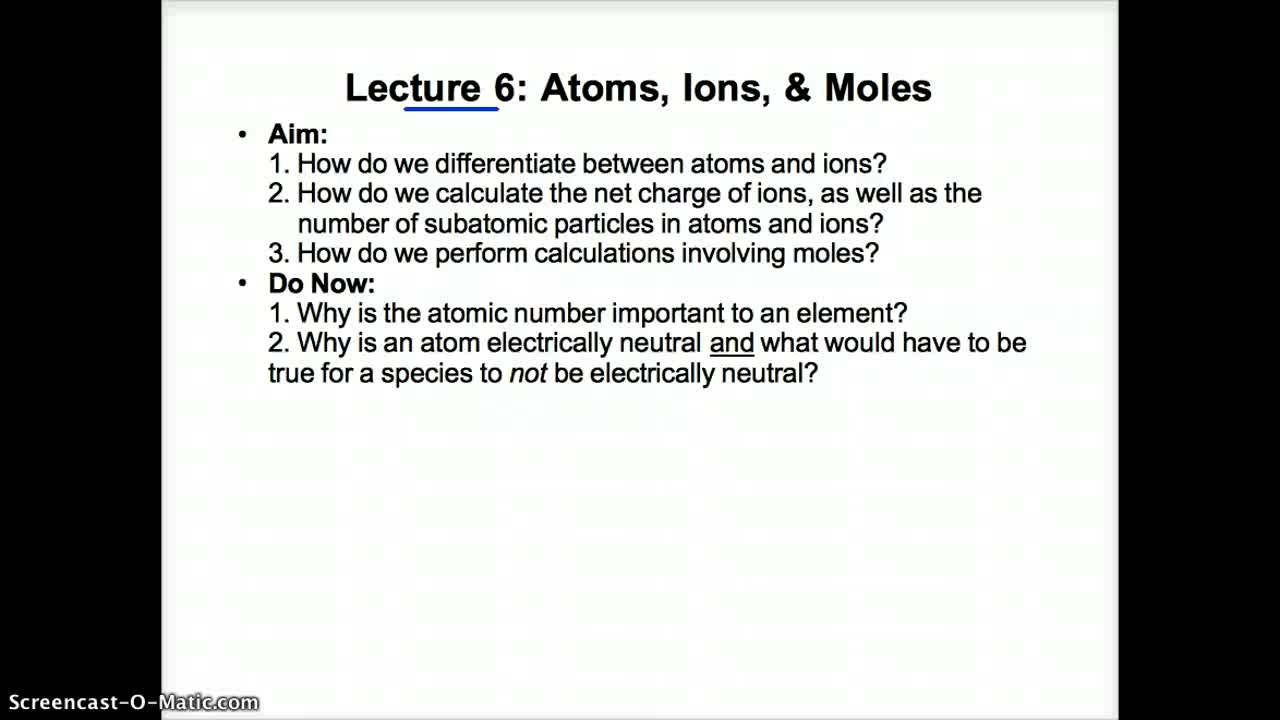 Lecture 6: Atoms, Ions, & Moles
• Aim:
1. How do we differentiate between atoms and ions?
2. How do we calculate the net charge of ions, as well as the
number of subatomic particles in atoms and ions?
3. How do we perform calculations involving moles?
• Do Now:
1. Why is the atomic number important to an element?
2. Why is an atom electrically neutral and what would have to be
true for a species to not be electrically neutral?
Screencast-O-Matic.com